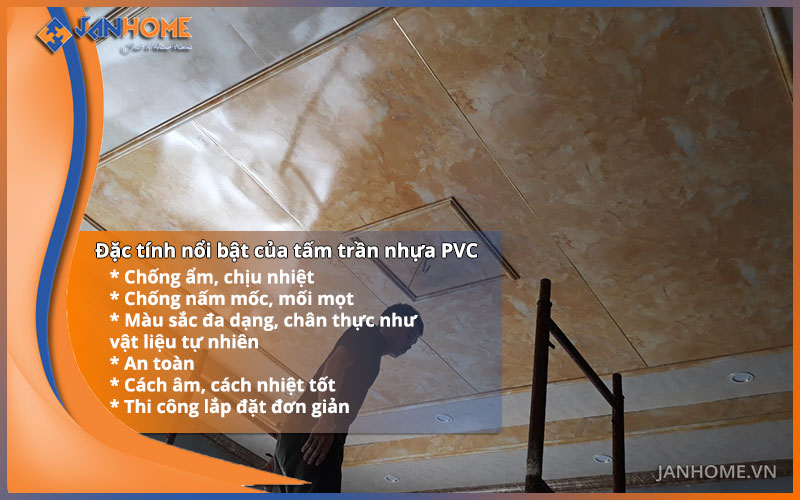 JANHOME
Đặc tính nổi bật của tấm trần nhựa PVC
* Chống ẩm, chịu nhiệt
* Chống nấm mốc, mối mọt
* Màu sắc đa dạng, chân thực như
vật liệu tự nhiên
* An toàn
* Cách âm, cách nhiệt tốt
* Thi công lắp đặt đơn giản
JANHOME.VN